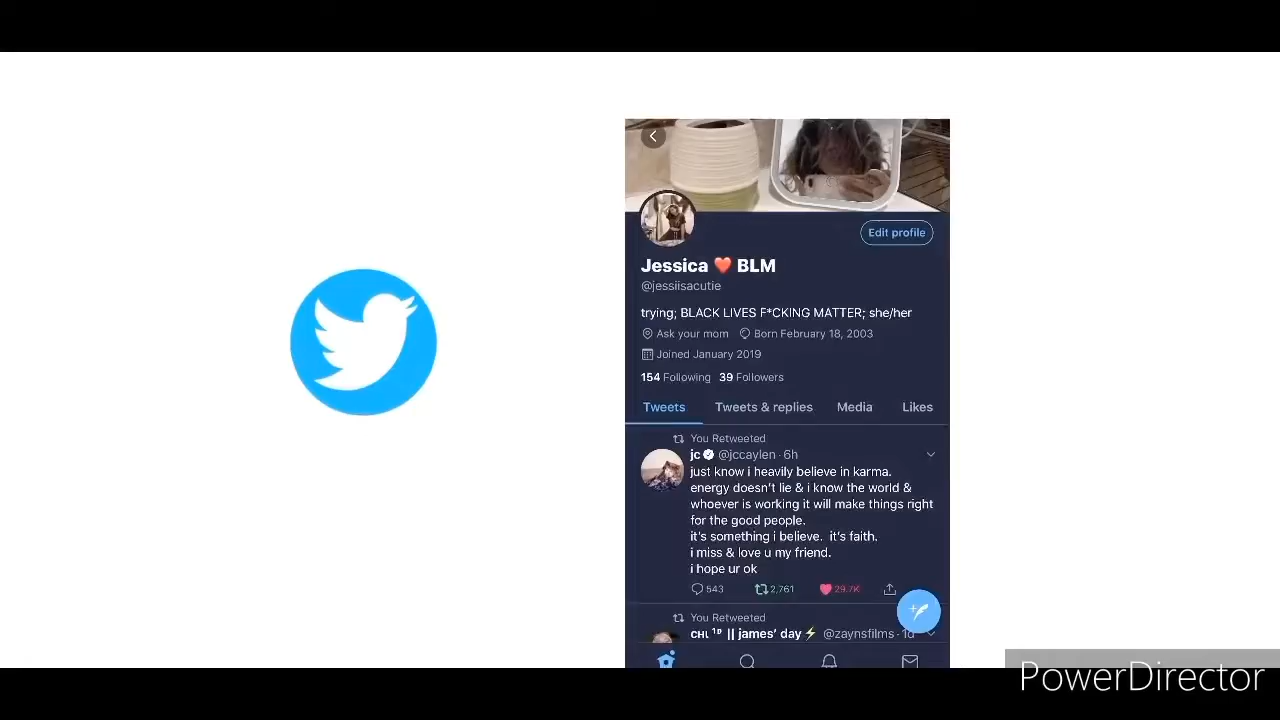 Edit profile
Jessica ❤️ BLM
@jessiisacutie
trying; BLACK LIVES F*CKING MATTER; she/her
Ask your mom Born February 18, 2003
Joined January 2019
154 Following 39 Followers
Tweets Tweets & replies Media Likes
You Retweeted
jc @jccaylen · 6h
just know i heavily believe in karma.
energy doesn't lie & i know the world &
whoever is working it will make things right
for the good people.
it's something i believe. it's faith.
i miss & love u my friend.
i hope ur ok
543 2,761 29.7K
You Retweeted
cнι ¹ᴰ || james' day ⚡ @zaynsfilms · 1d
PowerDirector